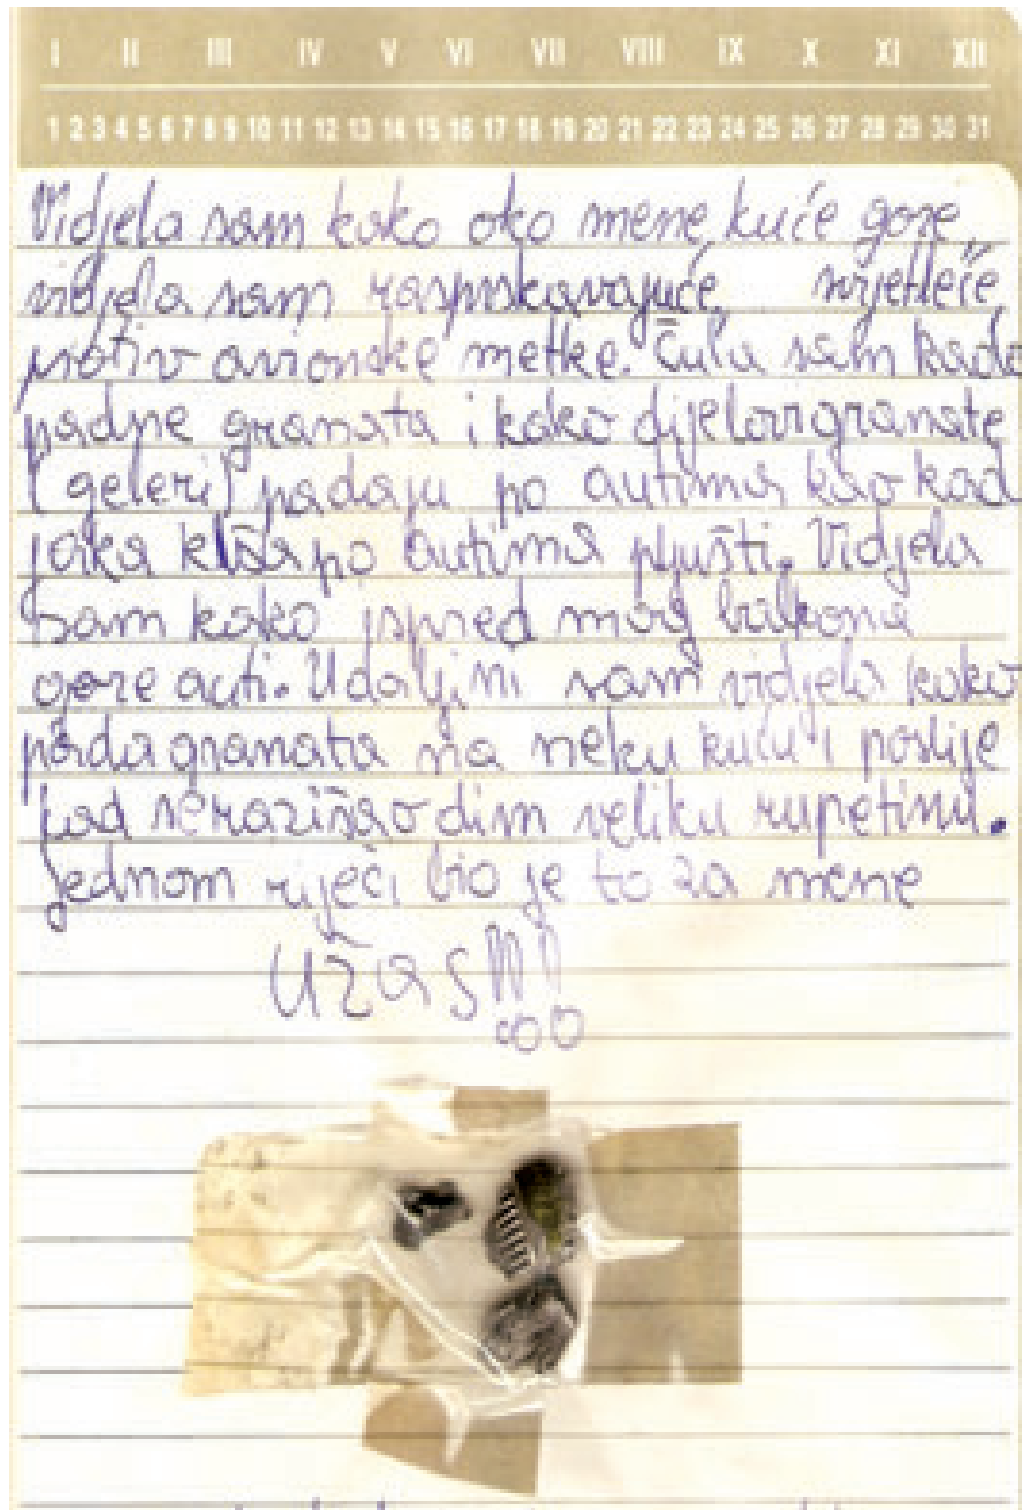 I II III IV V VI VII VIII IX X XI XII
1 2 3 4 5 6 7 8 9 10 11 12 13 14 15 16 17 18 19 20 21 22 23 24 25 26 27 28 29 30 31
Vidjela sam kako oko mene kuće gore,
vidjela sam raspskavajuće, svjetleće
protiv avionske metke. Čula sam kada
padne granata i kako dijelovi granate
(geleri) padaju po autima kao kad
jaka kiša po autima pljušti. Vidjela
sam kako ispred mog balkona
gore auti. U daljini sam vidjela kako
pada granata na neku kuću i poslije
kad se razišao dim veliku rupetinu.
Jednom riječi bio je to za mene
užas!!!